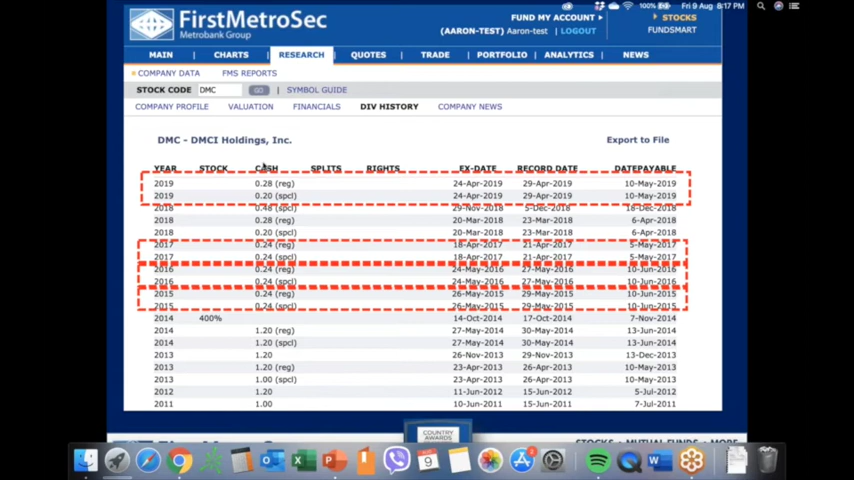 100%
Fri 9 Aug 8:17 PM
FirstMetroSec
Metrobank Group
FUND MY ACCOUNT
STOCKS
(AARON-TEST) Aaron-test | LOGOUT
FUNDSMART
MAIN | CHARTS | RESEARCH | QUOTES | TRADE | PORTFOLIO | ANALYTICS | NEWS
COMPANY DATA FMS REPORTS
STOCK CODE DMC GO | SYMBOL GUIDE
COMPANY PROFILE VALUATION FINANCIALS DIV HISTORY COMPANY NEWS
DMC - DMCI Holdings, Inc. Export to File
YEAR STOCK CASH SPLITS RIGHTS EX-DATE RECORD DATE DATEPAYABLE
2019 0.28 (reg) 24-Apr-2019 29-Apr-2019 10-May-2019
2019 0.20 (spcl) 24-Apr-2019 29-Apr-2019 10-May-2019
2018 0.48 (spcl) 29-Nov-2018 5-Dec-2018 18-Dec-2018
2018 0.28 (reg) 20-Mar-2018 23-Mar-2018 6-Apr-2018
2018 0.20 (spcl) 20-Mar-2018 23-Mar-2018 6-Apr-2018
2017 0.24 (reg) 18-Apr-2017 21-Apr-2017 5-May-2017
2017 0.24 (spcl) 18-Apr-2017 21-Apr-2017 5-May-2017
2016 0.24 (reg) 24-May-2016 27-May-2016 10-Jun-2016
2016 0.24 (spcl) 24-May-2016 27-May-2016 10-Jun-2016
2015 0.24 (reg) 26-May-2015 29-May-2015 10-Jun-2015
2015 0.24 (spcl) 26-May-2015 29-May-2015 10-Jun-2015
2014 400% 14-Oct-2014 17-Oct-2014 7-Nov-2014
2014 1.20 (reg) 27-May-2014 30-May-2014 13-Jun-2014
2014 1.20 (spcl) 27-May-2014 30-May-2014 13-Jun-2014
2013 1.20 26-Nov-2013 29-Nov-2013 13-Dec-2013
2013 1.20 (reg) 23-Apr-2013 26-Apr-2013 10-May-2013
2013 1.00 (spcl) 23-Apr-2013 26-Apr-2013 10-May-2013
2012 1.20 11-Jun-2012 15-Jun-2012 5-Jul-2012
2011 1.00 10-Jun-2011 15-Jun-2011 7-Jul-2011
COUNTRY
AWARDS
FirstMetroSec
STOCKS • MUTUAL FUNDS • MORE